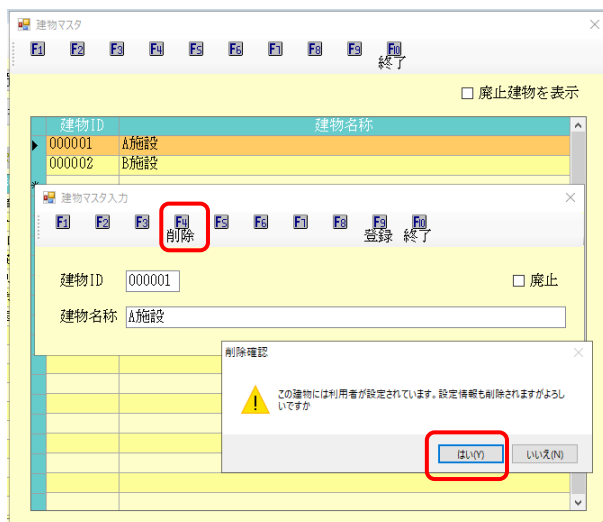 建物マスタ
F1 F2 F3 F4 F5 F6 F7 F8 F9 F10
終了
廃止建物を表示
建物ID 建物名称
000001 A施設
000002 B施設
建物マスタ入力
F1 F2 F3 F4 F5 F6 F7 F8 F9 F10
削除 登録 終了
建物ID 000001 廃止
建物名称 A施設
削除確認
この建物には利用者が設定されています。設定情報も削除されますがよろし
いですか
はい(Y) いいえ(N)